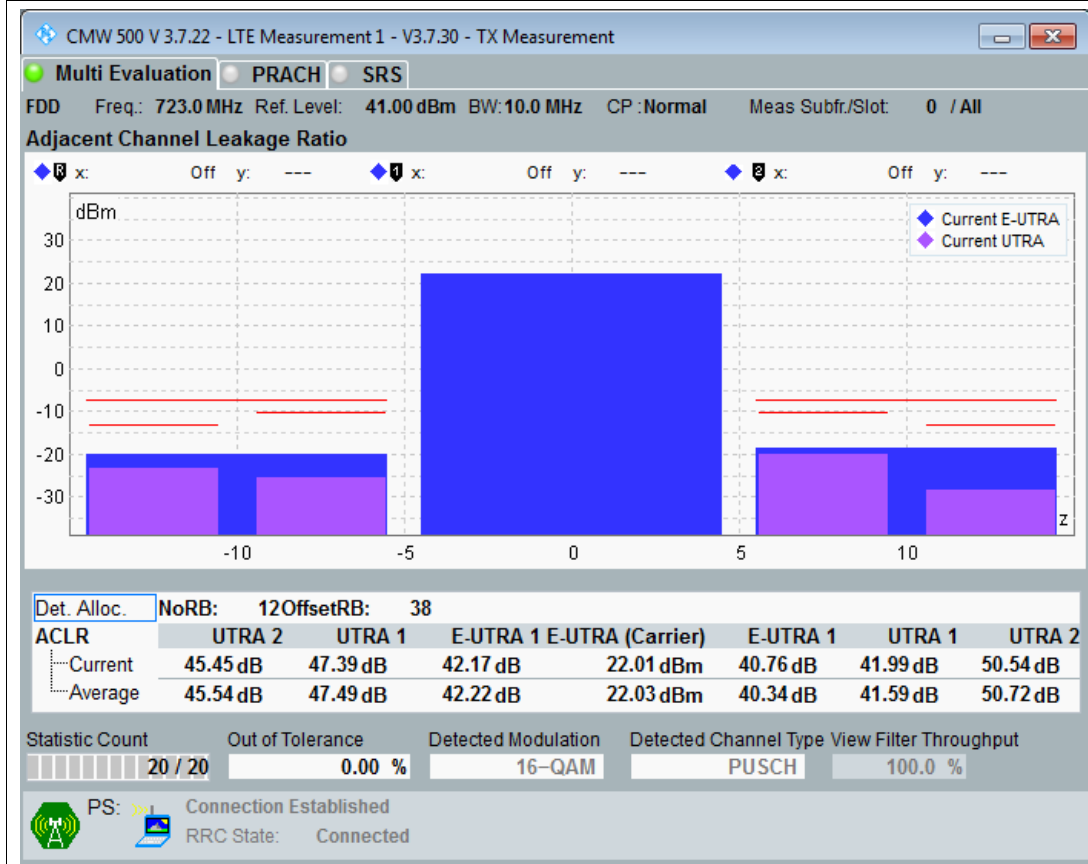 CMW 500 V 3.7.22 - LTE Measurement 1 - V3.7.30 - TX Measurement
Multi Evaluation PRACH SRS
FDD Freq.: 723.0 MHz Ref. Level: 41.00 dBm BW: 10.0 MHz CP : Normal Meas Subfr./Slot: 0 / All
Adjacent Channel Leakage Ratio
R x: Off y: --- 1 x: Off y: --- 2 x: Off y: ---
dBm
Current E-UTRA
Current UTRA
30
20
10
0
-10
-20
-30
z
-10 -5 0 5 10
Det. Alloc. NoRB: 12 OffsetRB: 38
ACLR UTRA 2 UTRA 1 E-UTRA 1 E-UTRA (Carrier) E-UTRA 1 UTRA 1 UTRA 2
Current 45.45 dB 47.39 dB 42.17 dB 22.01 dBm 40.76 dB 41.99 dB 50.54 dB
Average 45.54 dB 47.49 dB 42.22 dB 22.03 dBm 40.34 dB 41.59 dB 50.72 dB
Statistic Count Out of Tolerance Detected Modulation Detected Channel Type View Filter Throughput
20 / 20 0.00 % 16-QAM PUSCH 100.0 %
PS: Connection Established
RRC State: Connected